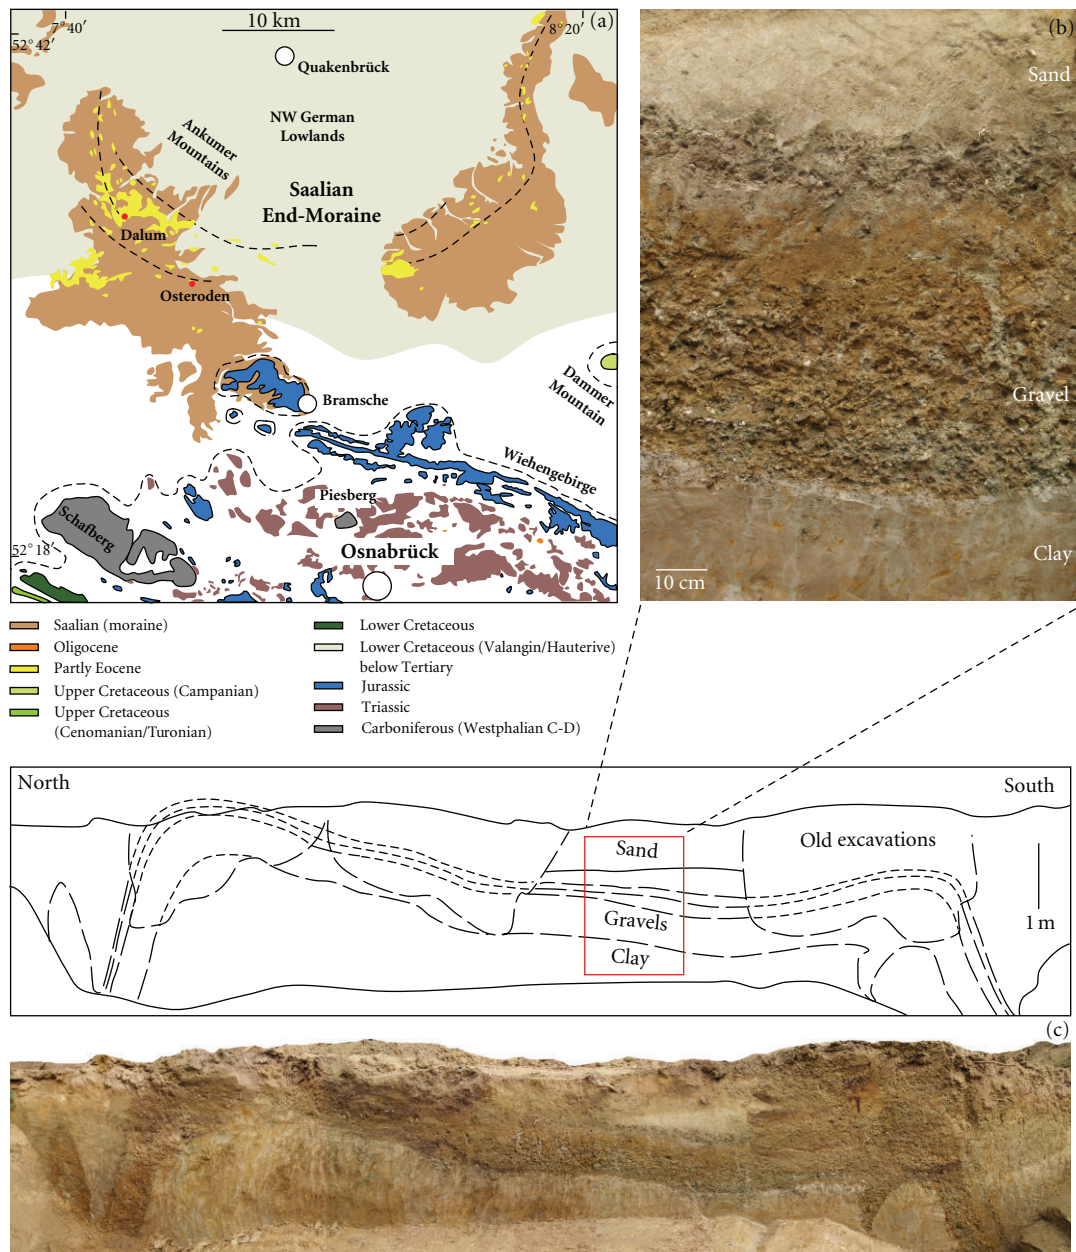 10 km
(a)
7°40′
8°20′
52°42′
Quakenbrück
NW German
Lowlands
Ankumer
Mountains
Saalian
End-Moraine
Dalum
Osteroden
Bramsche
Dammer
Mountain
Wiehengebirge
Piesberg
Schafberg
Osnabrück
52°18′
(b)
Sand
Gravel
Clay
10 cm
Saalian (moraine)
Oligocene
Partly Eocene
Upper Cretaceous (Campanian)
Upper Cretaceous
(Cenomanian/Turonian)
Lower Cretaceous
Lower Cretaceous (Valangin/Hauterive)
below Tertiary
Jurassic
Triassic
Carboniferous (Westphalian C-D)
North
South
Sand
Old excavations
Gravels
Clay
1 m
(c)